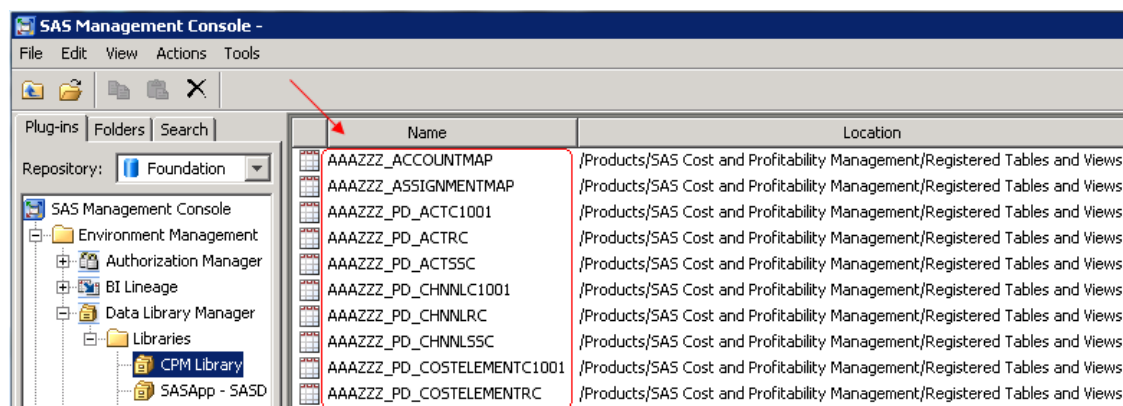 SAS Management Console -
File Edit View Actions Tools
Plug-ins Folders Search
Repository: Foundation
SAS Management Console
Environment Management
Authorization Manager
BI Lineage
Data Library Manager
Libraries
CPM Library
SASApp - SASD
Name Location
AAAZZZ_ACCOUNTMAP /Products/SAS Cost and Profitability Management/Registered Tables and Views
AAAZZZ_ASSIGNMENTMAP /Products/SAS Cost and Profitability Management/Registered Tables and Views
AAAZZZ_PD_ACTC1001 /Products/SAS Cost and Profitability Management/Registered Tables and Views
AAAZZZ_PD_ACTRC /Products/SAS Cost and Profitability Management/Registered Tables and Views
AAAZZZ_PD_ACTSSC /Products/SAS Cost and Profitability Management/Registered Tables and Views
AAAZZZ_PD_CHNNLC1001 /Products/SAS Cost and Profitability Management/Registered Tables and Views
AAAZZZ_PD_CHNNLRC /Products/SAS Cost and Profitability Management/Registered Tables and Views
AAAZZZ_PD_CHNNLSSC /Products/SAS Cost and Profitability Management/Registered Tables and Views
AAAZZZ_PD_COSTELEMENTC1001 /Products/SAS Cost and Profitability Management/Registered Tables and Views
AAAZZZ_PD_COSTELEMENTRC /Products/SAS Cost and Profitability Management/Registered Tables and Views